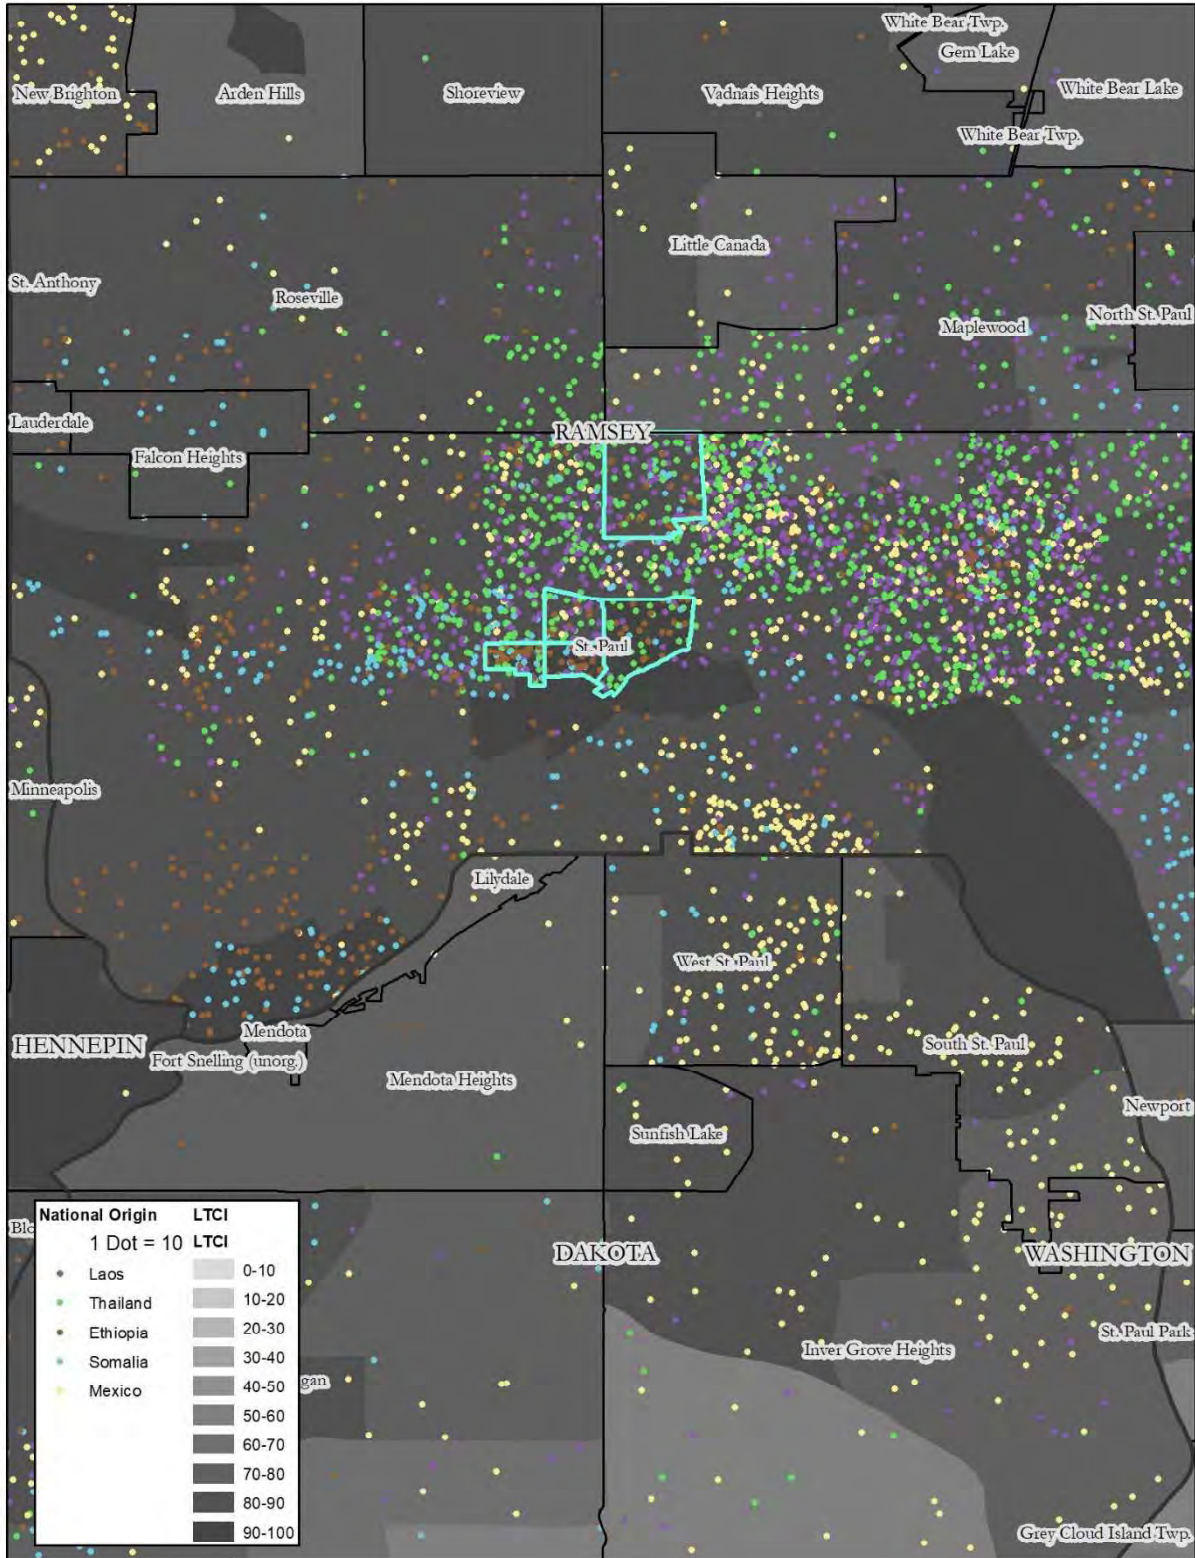 White Bear Twp.
Gem Lake
New Brighton
Arden Hills
Shoreview
Vadnais Heights
White Bear Lake
White Bear Twp.
Little Canada
St. Anthony
Roseville
North St. Paul
Maplewood
Lauderdale
RAMSEY
Falcon Heights
St. Paul
Minneapolis
Lilydale
West St. Paul
HENNEPIN
Mendota
South St. Paul
Fort Snelling (unorg.)
Mendota Heights
Newport
Sunfish Lake
National Origin
LTCI
1 Dot = 10
LTCI
Laos
Thailand
Ethiopia
Somalia
Mexico
0-10
10-20
20-30
30-40
40-50
50-60
60-70
70-80
80-90
90-100
Blo
gan
DAKOTA
WASHINGTON
St. Paul Park
Inver Grove Heights
Grey Cloud Island Twp.